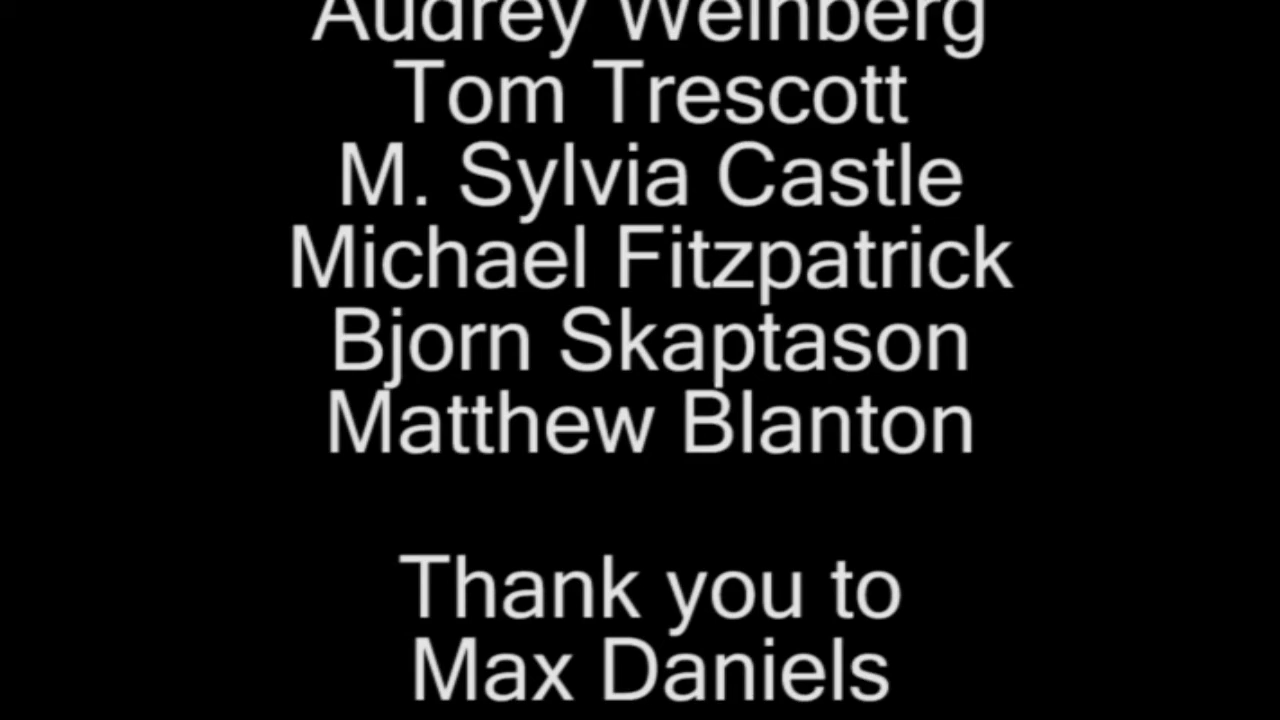 Audrey Weinberg
Tom Trescott
M. Sylvia Castle
Michael Fitzpatrick
Bjorn Skaptason
Matthew Blanton
Thank you to
Max Daniels